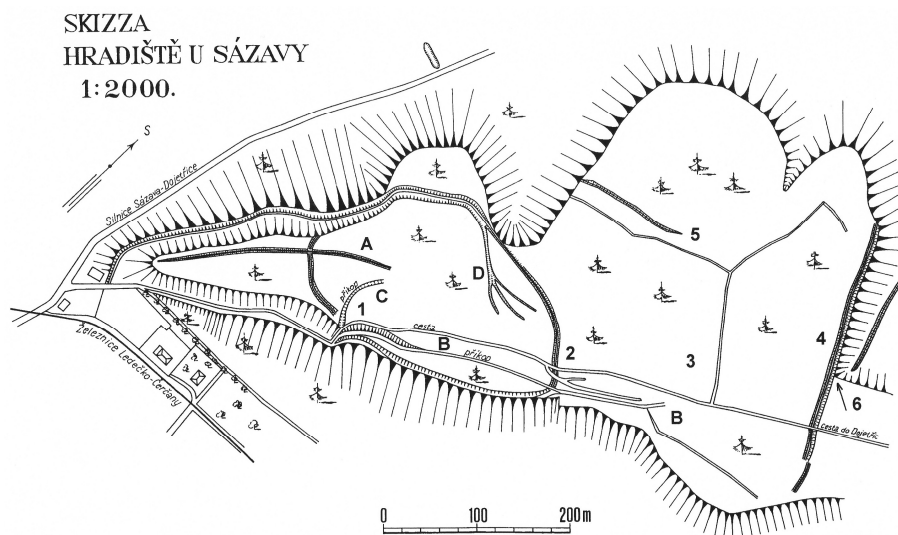 SKIZZA
HRADIŠTĚ U SÁZAVY
1:2000.
S
Silnice Sázava-Dojetřice
A
D
5
příkop
C
1
cesta
B
příkop
2
3
4
6
B
cesta do Dojetřic
Železnice Ledečko-Čerčany
0 100 200 m